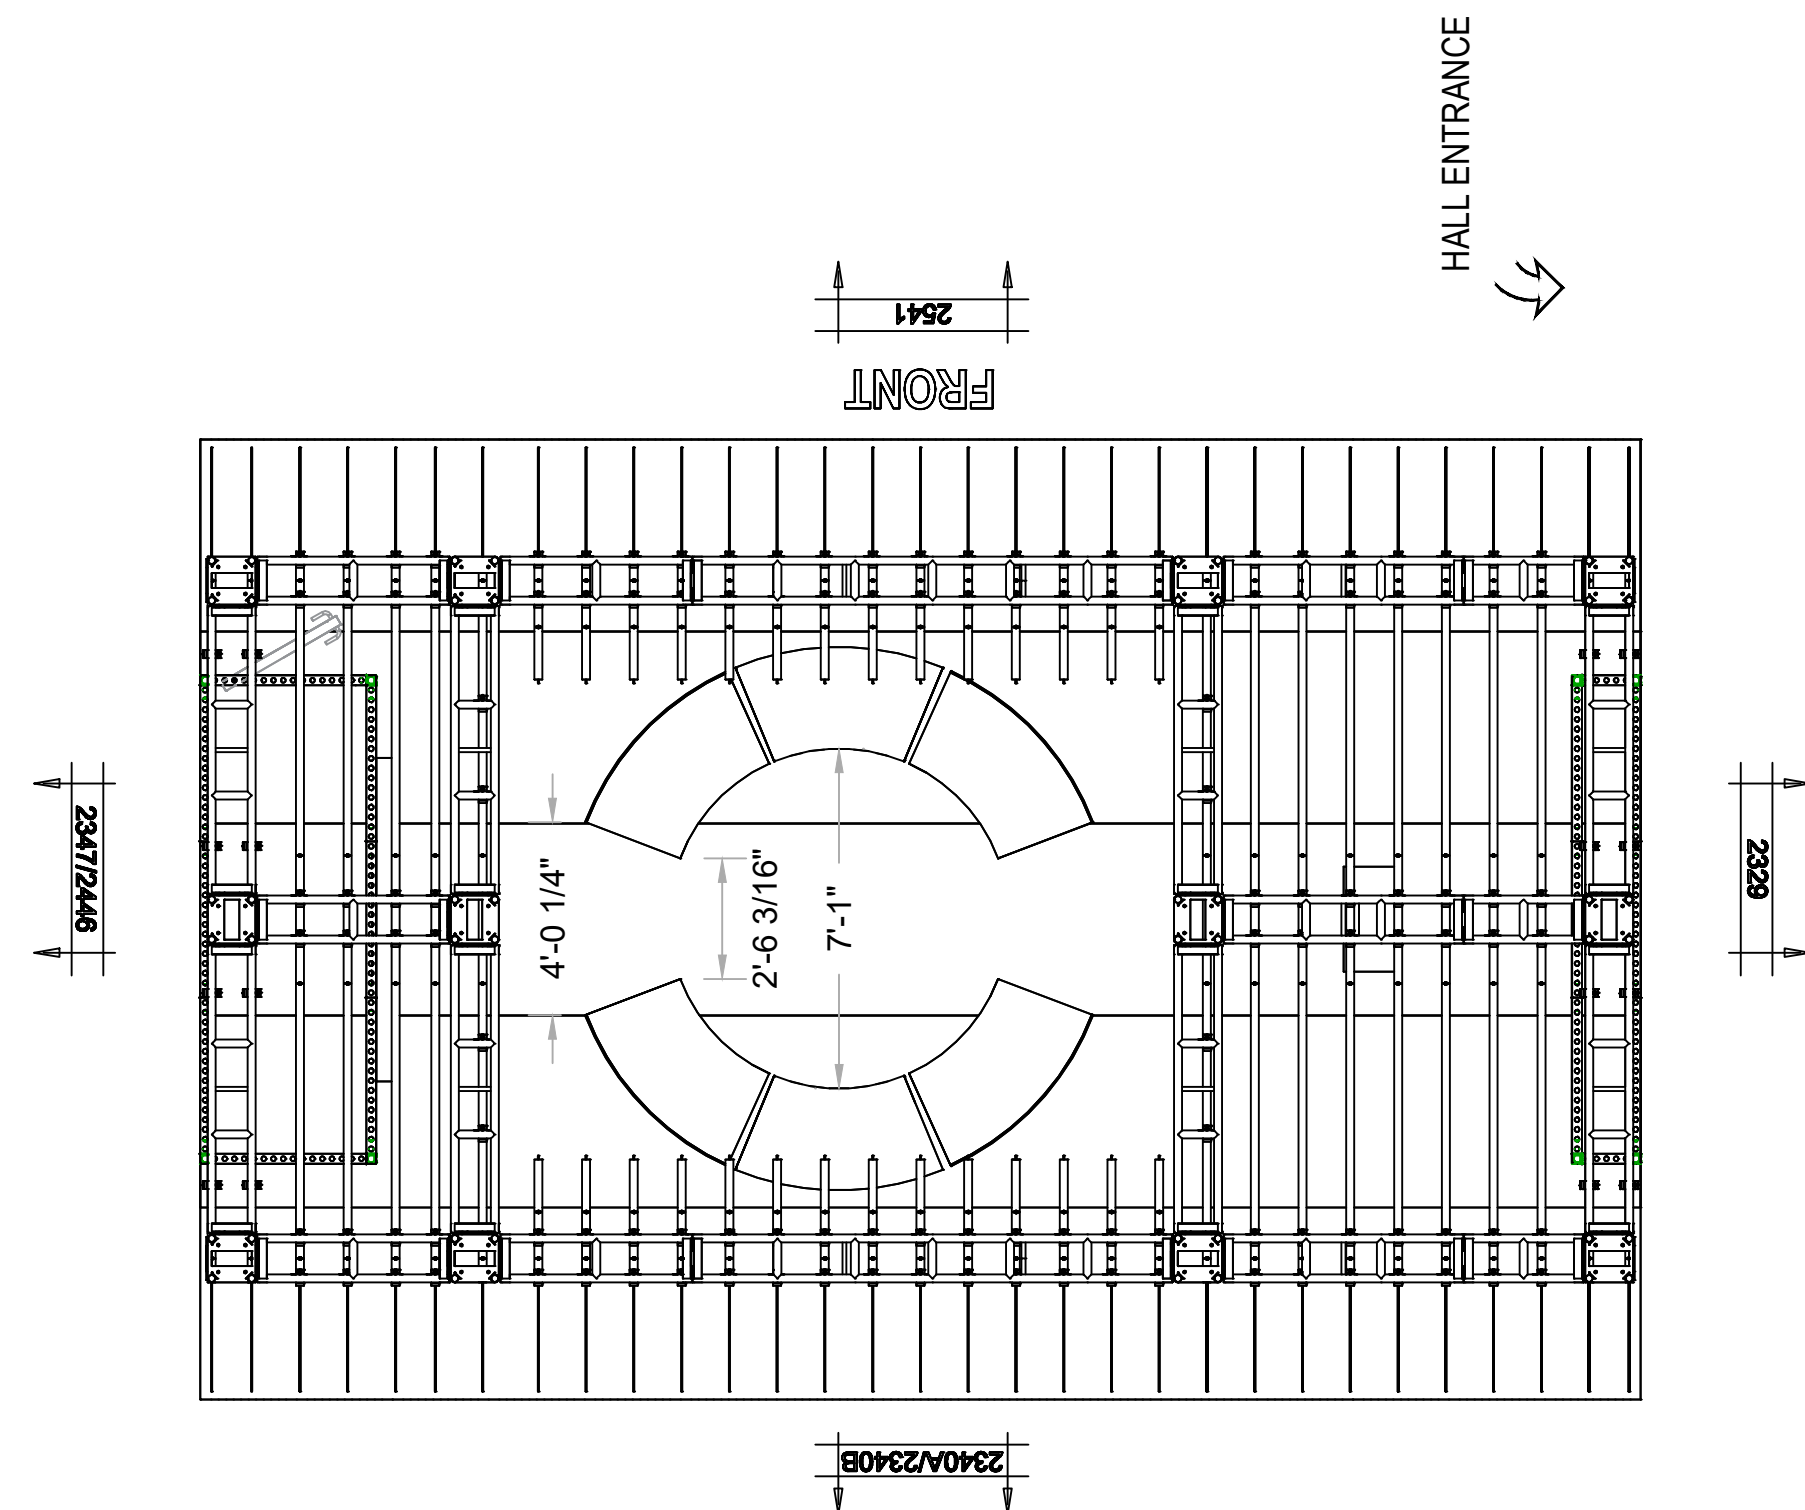 HALL ENTRANCE
2541
FRONT
2347/2446
4'-0 1/4"
2'-6 3/16"
7'-1"
2329
2340A/2340B